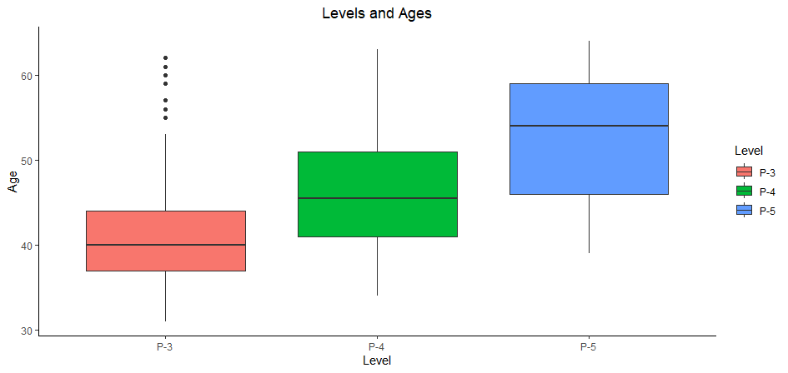 Levels and Ages
Age
60
50
40
30
P-3
P-4
P-5
Level
Level
P-3
P-4
P-5